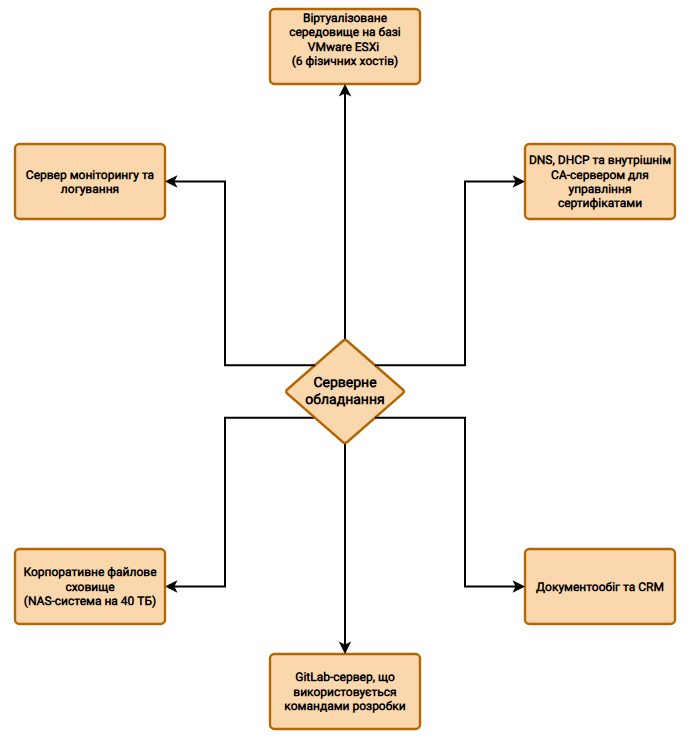 Віртуалізоване
середовище на базі
VMware ESXi
(6 фізичних хостів)
Сервер моніторингу та
логування
DNS, DHCP та внутрішнім
CA-сервером для
управління
сертифікатами
Серверне
обладнання
Корпоративне файлове
сховище
(NAS-система на 40 ТБ)
Документообіг та CRM
GitLab-сервер, що
використовується
командами розробки